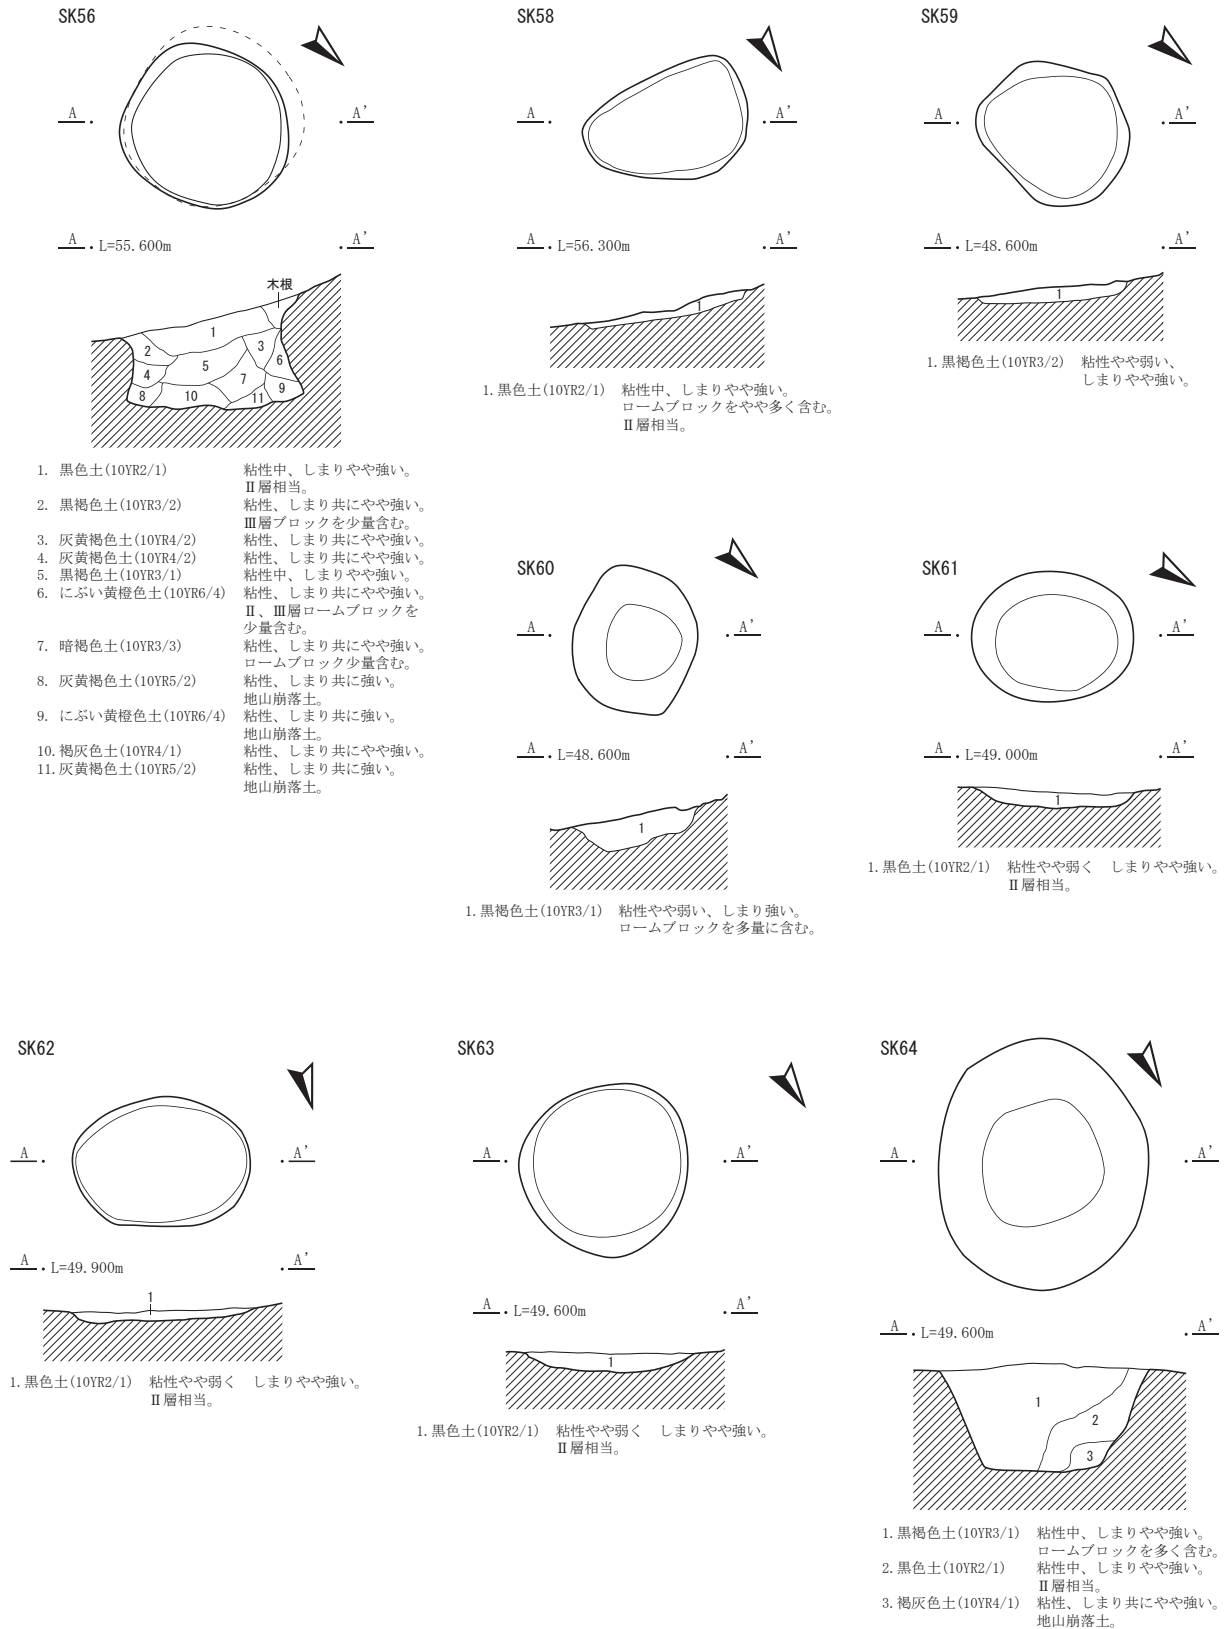 SK56
A
A'
A
L=55.600m
A'
木根
1
2
3
4
5
6
7
8
9
10
11
1. 黒色土(10YR2/1) 粘性中、しまりやや強い。
Ⅱ層相当。
2. 黒褐色土(10YR3/2) 粘性、しまり共にやや強い。
Ⅲ層ブロックを少量含む。
3. 灰黄褐色土(10YR4/2) 粘性、しまり共にやや強い。
4. 灰黄褐色土(10YR4/2) 粘性、しまり共にやや強い。
5. 黒褐色土(10YR3/1) 粘性中、しまりやや強い。
6. にぶい黄橙色土(10YR6/4) 粘性、しまり共にやや強い。
Ⅱ、Ⅲ層ロームブロックを
少量含む。
7. 暗褐色土(10YR3/3) 粘性、しまり共にやや強い。
ロームブロック少量含む。
8. 灰黄褐色土(10YR5/2) 粘性、しまり共に強い。
地山崩落土。
9. にぶい黄橙色土(10YR6/4) 粘性、しまり共に強い。
地山崩落土。
10. 褐灰色土(10YR4/1) 粘性、しまり共にやや強い。
11. 灰黄褐色土(10YR5/2) 粘性、しまり共に強い。
地山崩落土。
SK58
A
A'
A
L=56.300m
A'
1
1. 黒色土(10YR2/1) 粘性中、しまりやや強い。
ロームブロックをやや多く含む。
Ⅱ層相当。
SK59
A
A'
A
L=48.600m
A'
1
1. 黒褐色土(10YR3/2) 粘性やや弱い、
しまりやや強い。
SK60
A
A'
A
L=48.600m
A'
1
1. 黒褐色土(10YR3/1) 粘性やや弱い、しまり強い。
ロームブロックを多量に含む。
SK61
A
A'
A
L=49.000m
A'
1
1. 黒色土(10YR2/1) 粘性やや弱く しまりやや強い。
Ⅱ層相当。
SK62
A
A'
A
L=49.900m
A'
1
1. 黒色土(10YR2/1) 粘性やや弱く しまりやや強い。
Ⅱ層相当。
SK63
A
A'
A
L=49.600m
A'
1
1. 黒色土(10YR2/1) 粘性やや弱く しまりやや強い。
Ⅱ層相当。
SK64
A
A'
A
L=49.600m
A'
1
2
3
1. 黒褐色土(10YR3/1) 粘性中、しまりやや強い。
ロームブロックを多く含む。
2. 黒色土(10YR2/1) 粘性中、しまりやや強い。
Ⅱ層相当。
3. 褐灰色土(10YR4/1) 粘性、しまり共にやや強い。
地山崩落土。